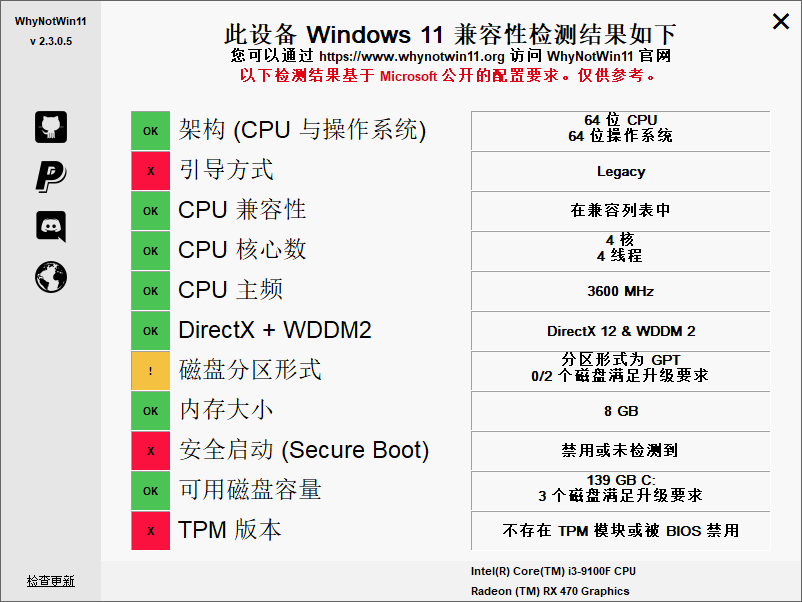 WhyNotWin11
v 2.3.0.5
此设备 Windows 11 兼容性检测结果如下
您可以通过 https://www.whynotwin11.org 访问 WhyNotWin11 官网
以下检测结果基于 Microsoft 公开的配置要求。仅供参考。
OK 架构 (CPU 与操作系统)
64 位 CPU
64 位操作系统
X 引导方式
Legacy
OK CPU 兼容性
在兼容列表中
OK CPU 核心数
4 核
4 线程
OK CPU 主频
3600 MHz
OK DirectX + WDDM2
DirectX 12 & WDDM 2
! 磁盘分区形式
分区形式为 GPT
0/2 个磁盘满足升级要求
OK 内存大小
8 GB
X 安全启动 (Secure Boot)
禁用或未检测到
OK 可用磁盘容量
139 GB C:
3 个磁盘满足升级要求
X TPM 版本
不存在 TPM 模块或被 BIOS 禁用
检查更新
Intel(R) Core(TM) i3-9100F CPU
Radeon (TM) RX 470 Graphics